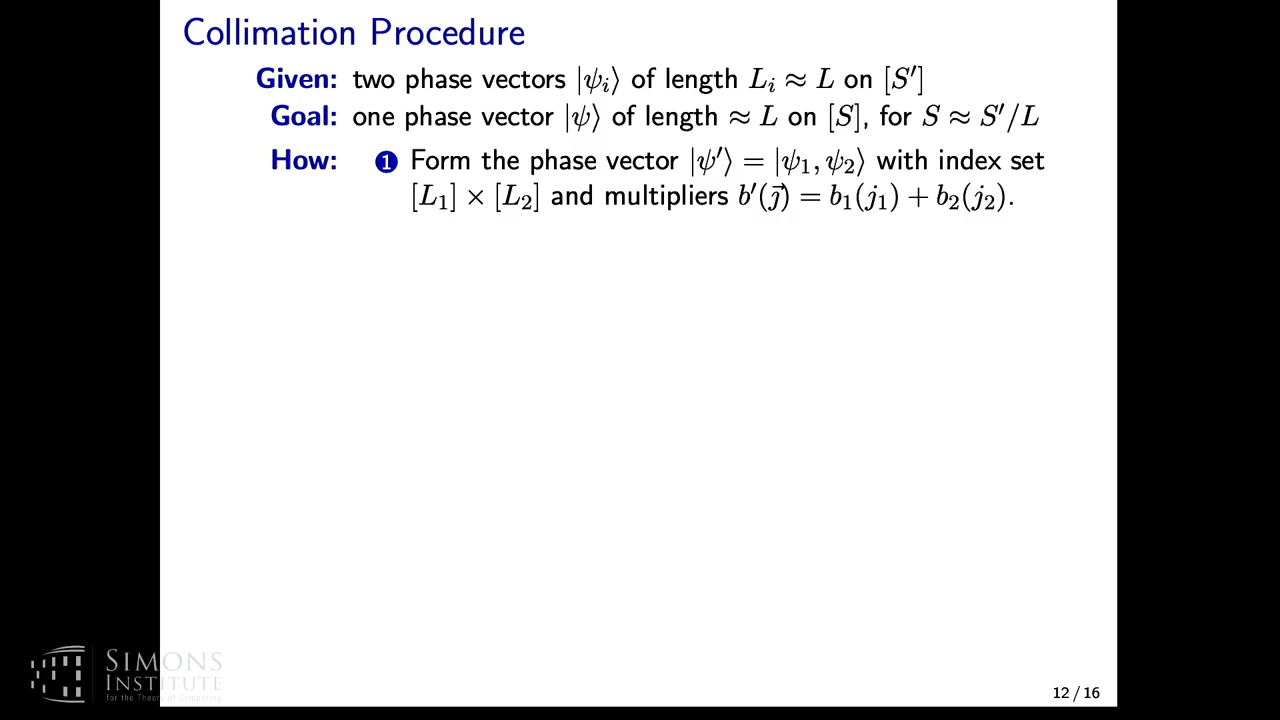 Collimation Procedure
Given: two phase vectors |ψᵢ⟩ of length Lᵢ ≈ L on [S′]
Goal: one phase vector |ψ⟩ of length ≈ L on [S], for S ≈ S′/L
How: ❶ Form the phase vector |ψ′⟩ = |ψ₁, ψ₂⟩ with index set
[L₁] × [L₂] and multipliers b′(j⃗) = b₁(j₁) + b₂(j₂).
SIMONS
INSTITUTE
for the Theory of Computing
12 / 16